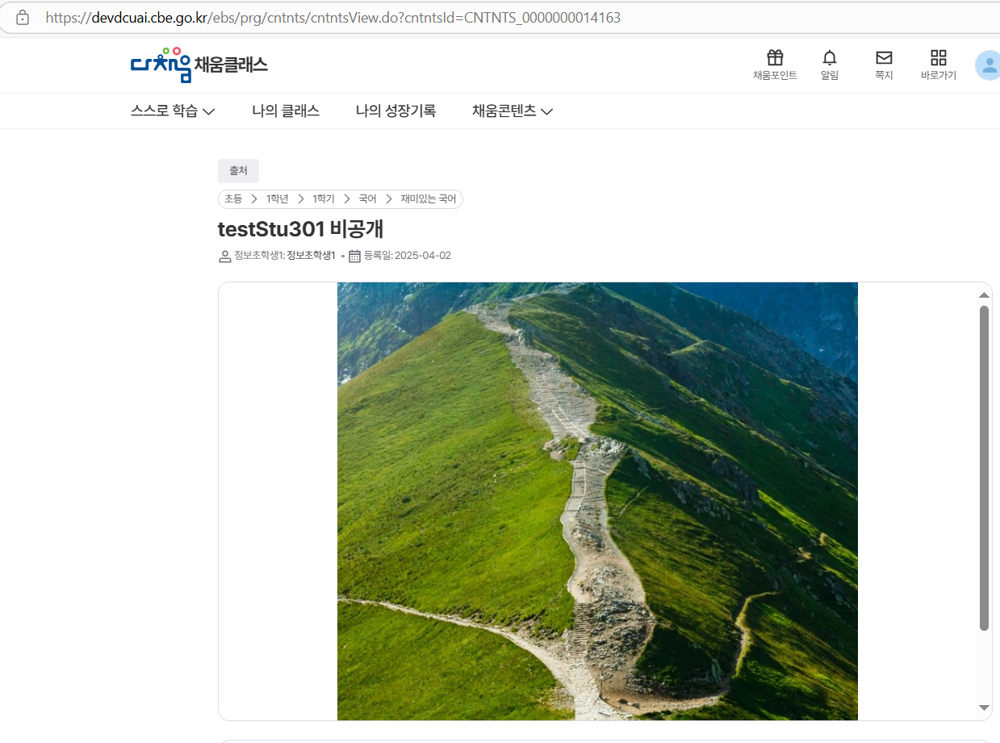 https://devdcuai.cbe.go.kr/ebs/prg/cntnts/cntntsView.do?cntntsId=CNTNTS_0000000014163
다채움 채움클래스
채움포인트 알림 쪽지 바로가기
스스로 학습 나의 클래스 나의 성장기록 채움콘텐츠
출처
초등 > 1학년 > 1학기 > 국어 > 재미있는 국어
testStu301 비공개
정보초학생1: 정보초학생1 • 등록일: 2025-04-02